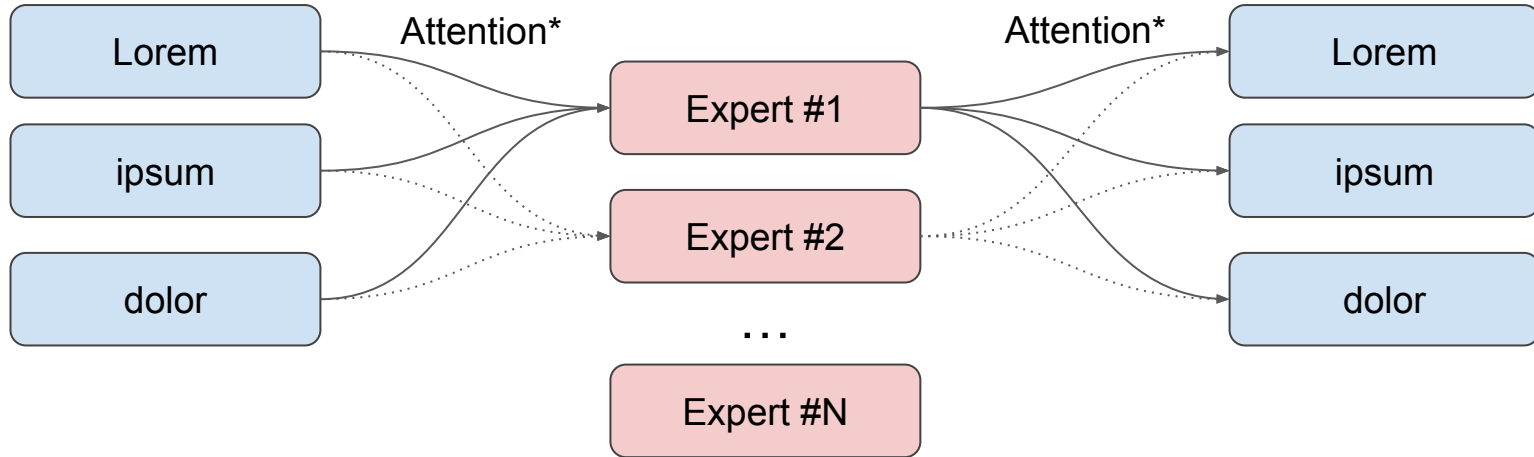 Lorem
ipsum
dolor
Attention*
Expert #1
Expert #2
...
Expert #N
Attention*
Lorem
ipsum
dolor